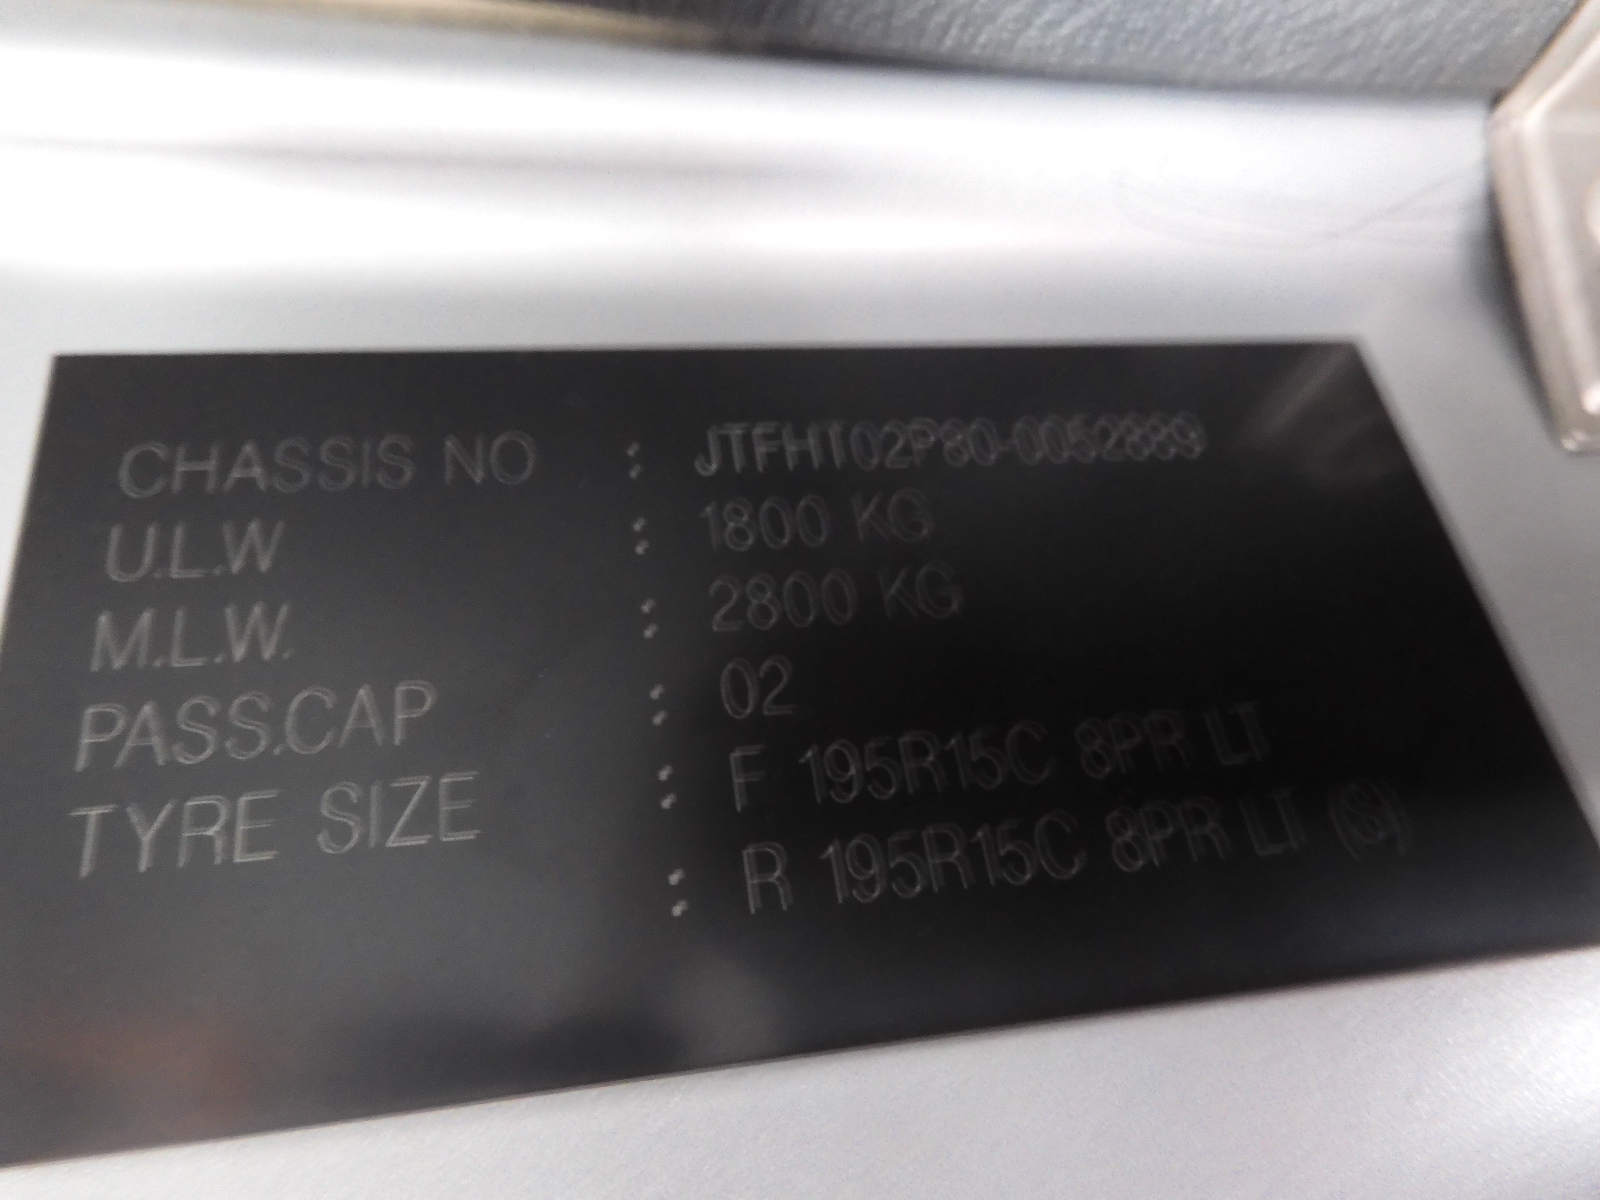 CHASSIS NO : JTFHT02P80-0052889
U.L.W : 1800 KG
M.L.W. : 2800 KG
PASS.CAP : 02
TYRE SIZE : F 195R15C 8PR LT
: R 195R15C 8PR LT (S)